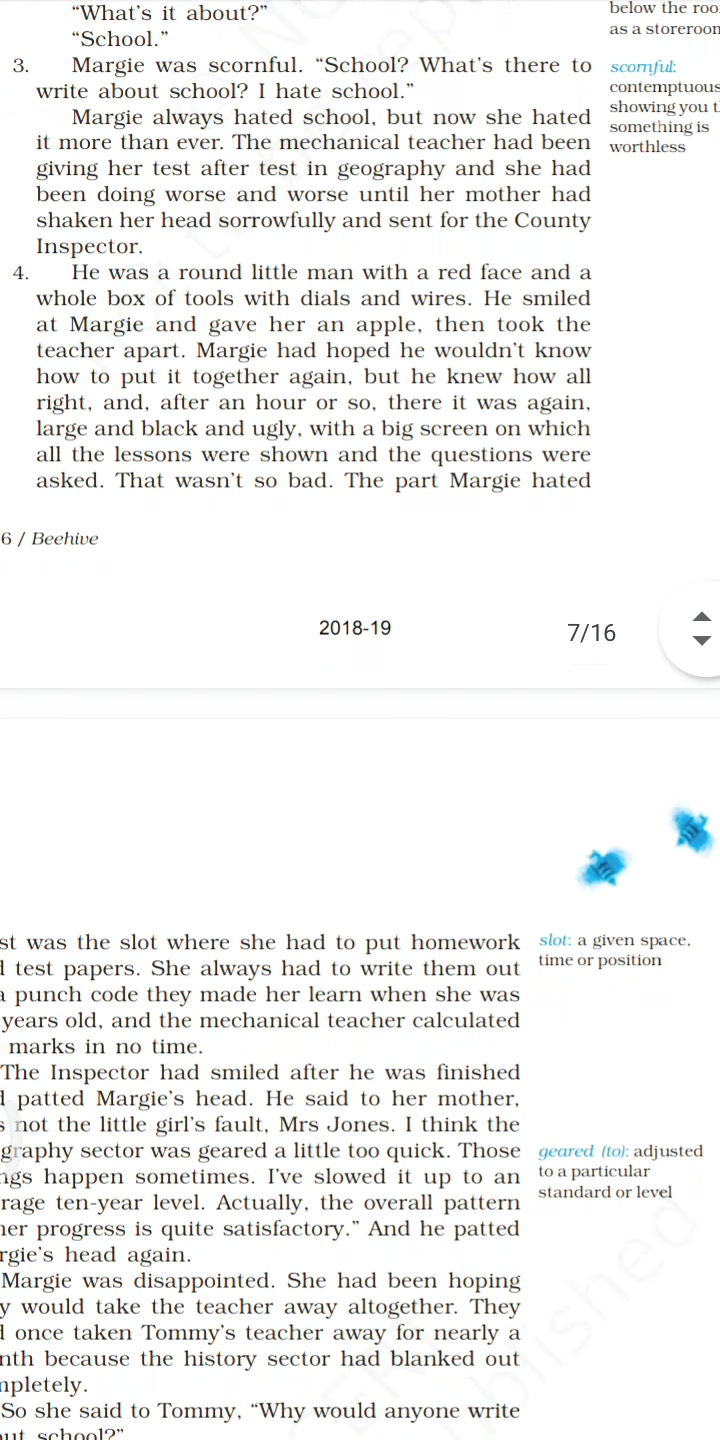 "What's it about?"
"School."
3. Margie was scornful. "School? What's there to
write about school? I hate school."
Margie always hated school, but now she hated
it more than ever. The mechanical teacher had been
giving her test after test in geography and she had
been doing worse and worse until her mother had
shaken her head sorrowfully and sent for the County
Inspector.
4. He was a round little man with a red face and a
whole box of tools with dials and wires. He smiled
at Margie and gave her an apple, then took the
teacher apart. Margie had hoped he wouldn't know
how to put it together again, but he knew how all
right, and, after an hour or so, there it was again,
large and black and ugly, with a big screen on which
all the lessons were shown and the questions were
asked. That wasn't so bad. The part Margie hated
below the roo
as a storeroom
scornful:
contemptuous
showing you t
something is
worthless
6 / Beehive
2018-19
7/16
st was the slot where she had to put homework
d test papers. She always had to write them out
a punch code they made her learn when she was
years old, and the mechanical teacher calculated
marks in no time.
The Inspector had smiled after he was finished
d patted Margie's head. He said to her mother,
s not the little girl's fault, Mrs Jones. I think the
graphy sector was geared a little too quick. Those
ngs happen sometimes. I've slowed it up to an
rage ten-year level. Actually, the overall pattern
her progress is quite satisfactory." And he patted
rgie's head again.
Margie was disappointed. She had been hoping
y would take the teacher away altogether. They
d once taken Tommy's teacher away for nearly a
nth because the history sector had blanked out
mpletely.
So she said to Tommy, "Why would anyone write
out school?"
slot: a given space,
time or position
geared (to): adjusted
to a particular
standard or level